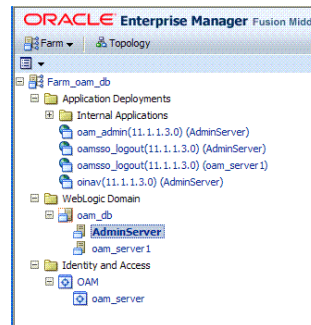 ORACLE Enterprise Manager Fusion Midd
Farm Topology
Farm_oam_db
Application Deployments
Internal Applications
oam_admin(11.1.1.3.0) (AdminServer)
oamsso_logout(11.1.1.3.0) (AdminServer)
oamsso_logout(11.1.1.3.0) (oam_server1)
oinav(11.1.1.3.0) (AdminServer)
WebLogic Domain
oam_db
AdminServer
oam_server1
Identity and Access
OAM
oam_server